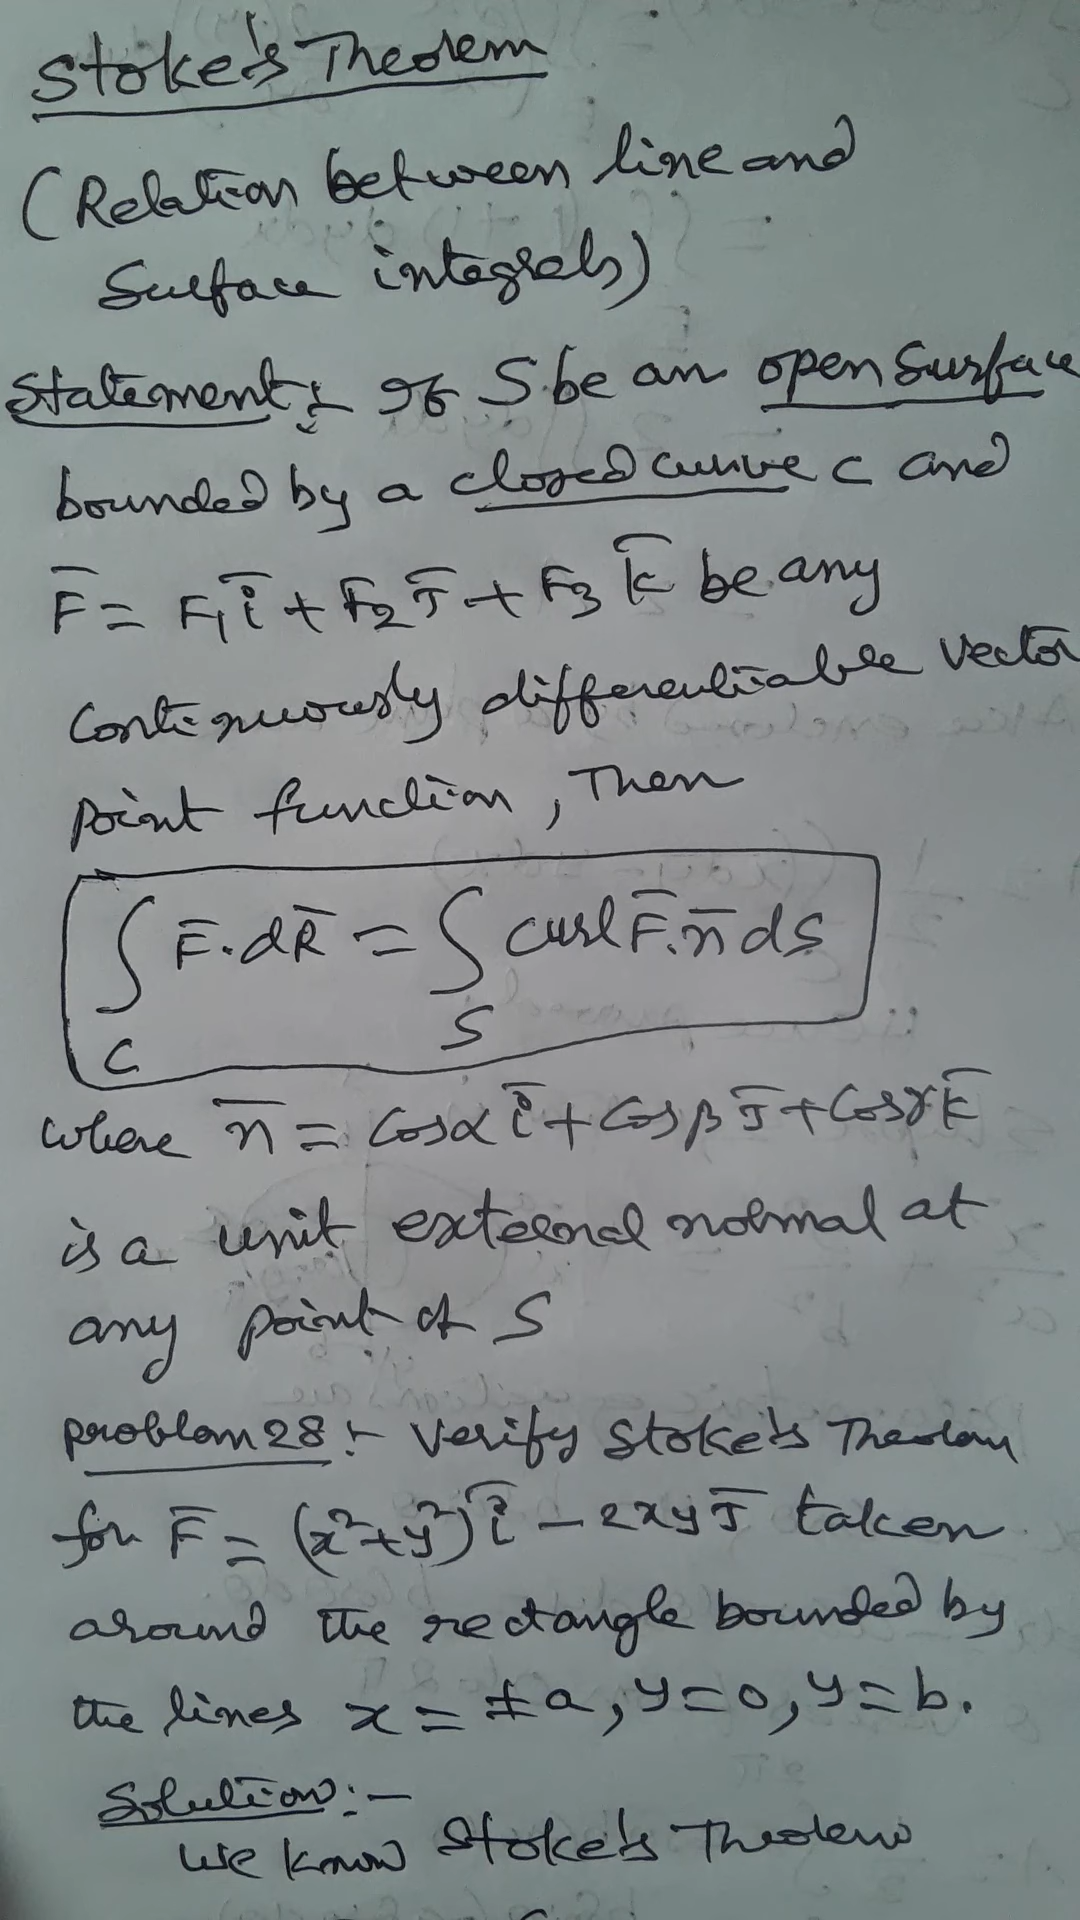 Stoke's Theorem
(Relation between line and
Surface integrals)
Statement:- If S be an open surface
bounded by a closed curve C and
F̅ = F₁i̅ + F₂J̅ + F₃k̅ be any
continuously differentiable vector
point function, Then
∫ F̅.dR̅ = ∫ curl F̅.n̅ ds
C S
where n̅ = Cosα i̅ + Cosβ J̅ + Cosγ k̅
is a unit external normal at
any point of S
problem 28:- Verify Stoke's Theorem
for F̅ = (x²+y²)i̅ - 2xyJ̅ taken
around the rectangle bounded by
the lines x = ±a, y=0, y=b.
Solution:-
We know Stoke's Theorem